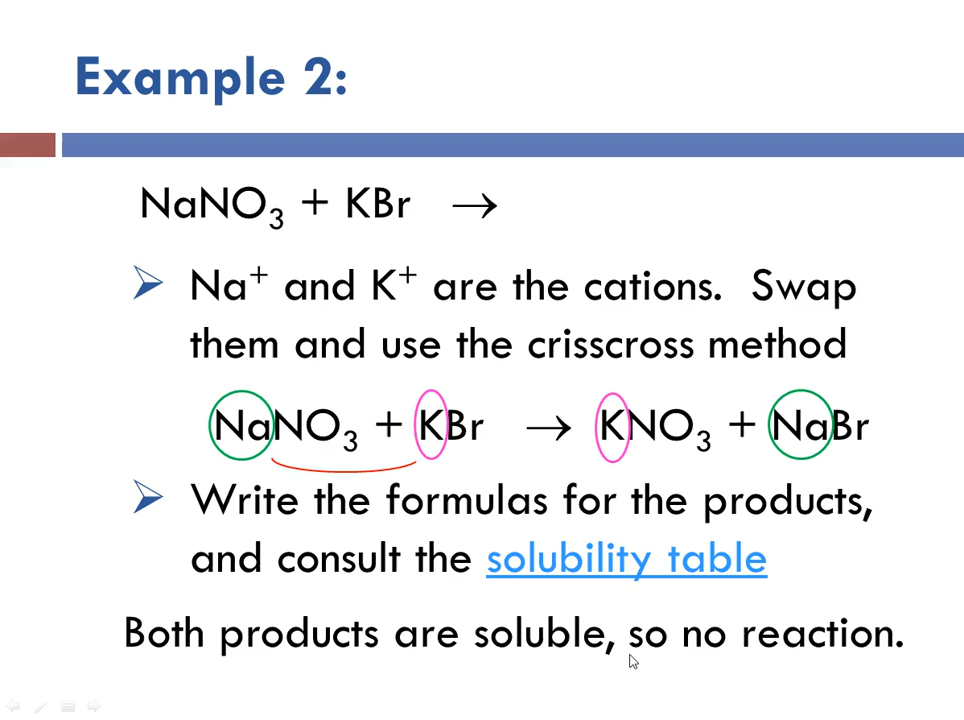 Example 2:
NaNO₃ + KBr →
➢ Na⁺ and K⁺ are the cations. Swap
them and use the crisscross method
NaNO₃ + KBr → KNO₃ + NaBr
➢ Write the formulas for the products,
and consult the solubility table
Both products are soluble, so no reaction.